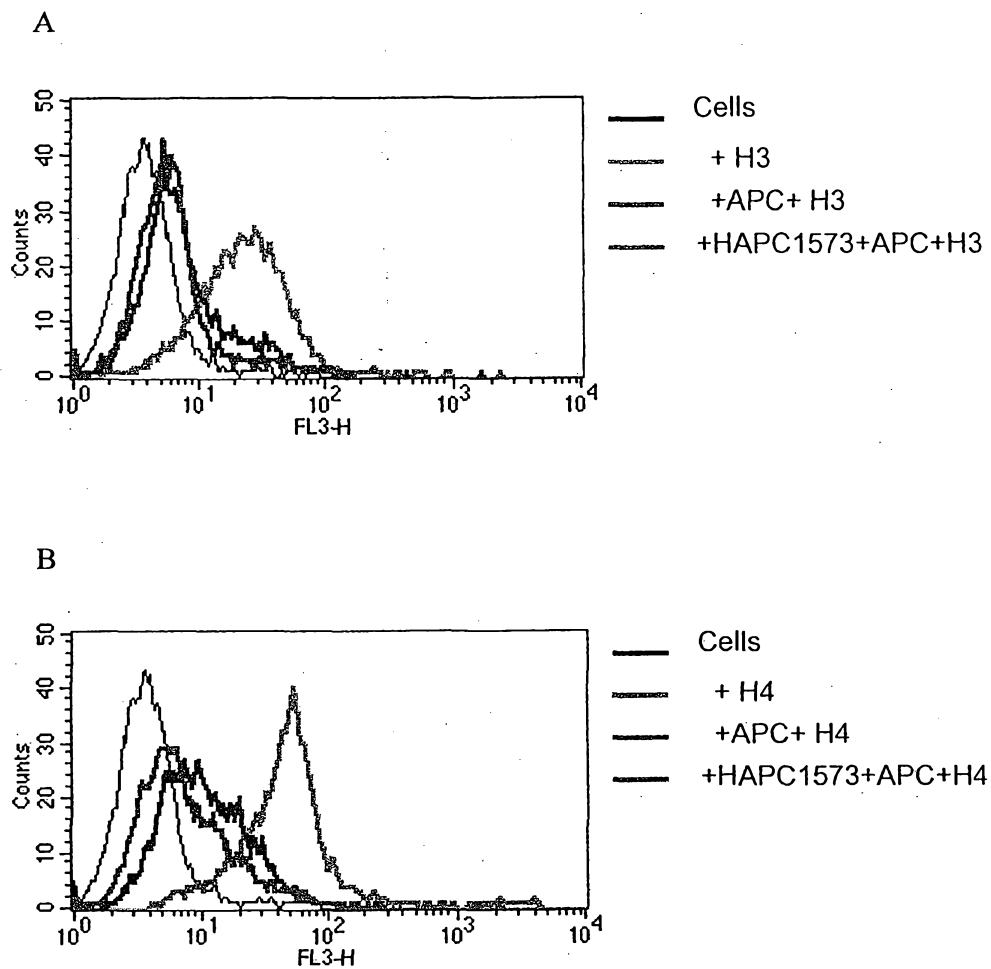 A
50
40
30
20
10
0
Counts
10^0 10^1 10^2 10^3 10^4
FL3-H
Cells
+ H3
+APC+ H3
+HAPC1573+APC+H3
B
50
40
30
20
10
0
Counts
10^0 10^1 10^2 10^3 10^4
FL3-H
Cells
+ H4
+APC+ H4
+HAPC1573+APC+H4